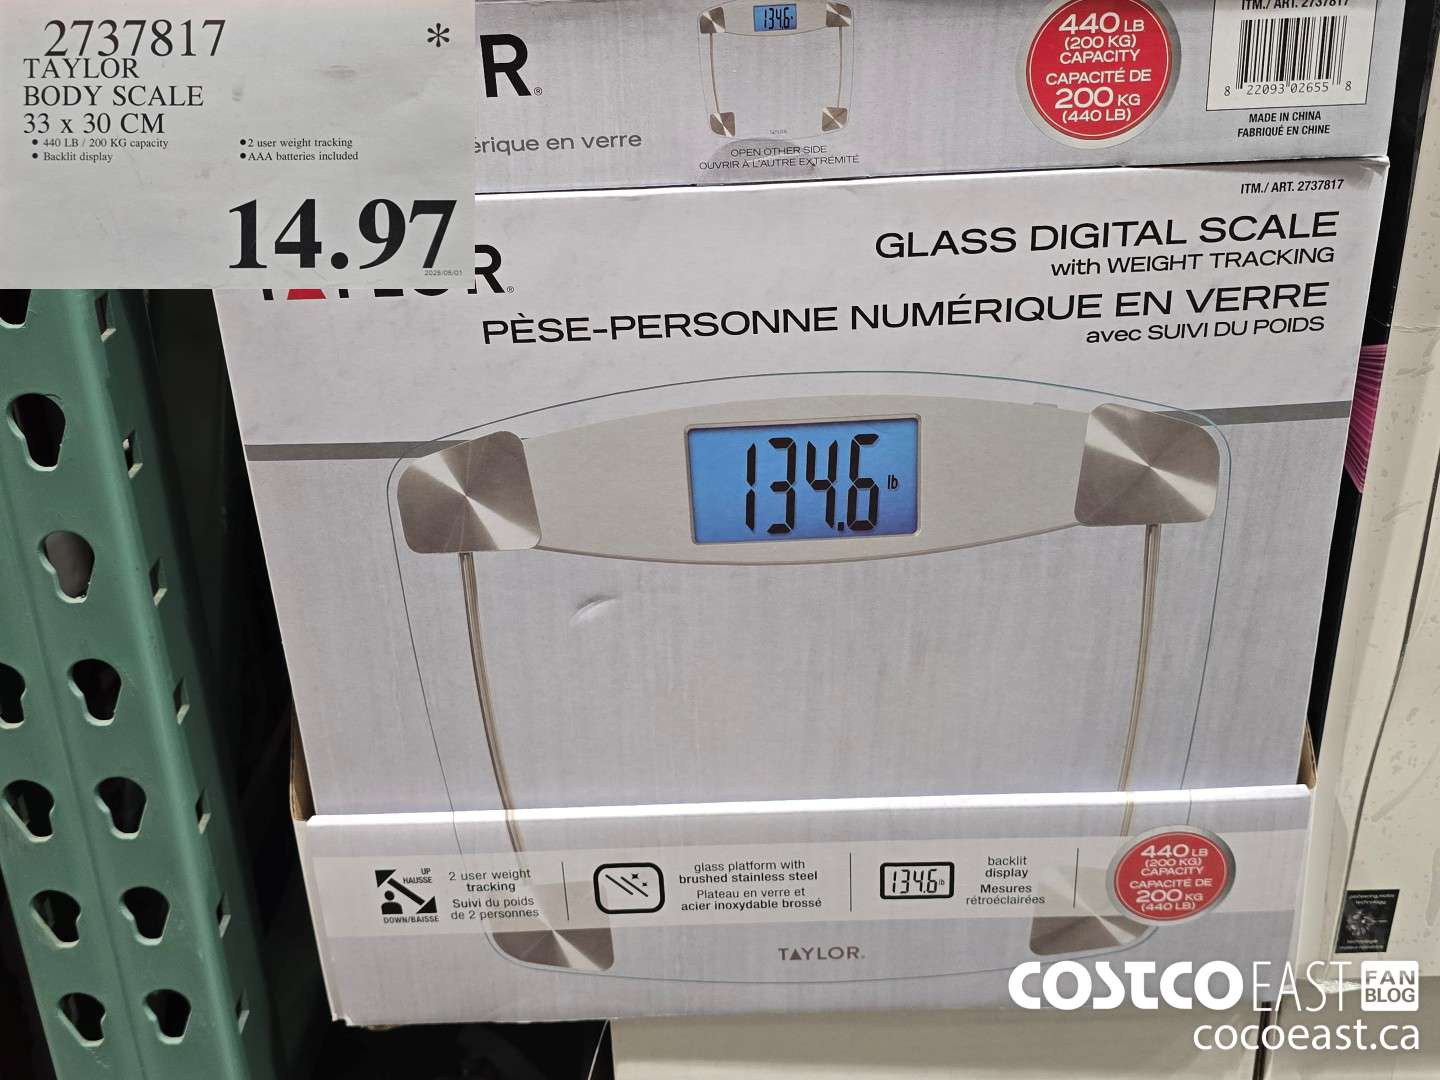 2737817 *
TAYLOR
BODY SCALE
33 x 30 CM
• 440 LB / 200 KG capacity
• Backlit display
• 2 user weight tracking
• AAA batteries included
14.97
R®
érique en verre
134.6
OPEN OTHER SIDE
OUVRIR À L'AUTRE EXTRÉMITÉ
440 LB
(200 KG)
CAPACITY
CAPACITÉ DE
200 KG
(440 LB)
ITM./ ART. 2737817
8 22093 02655 8
MADE IN CHINA
FABRIQUÉ EN CHINE
ITM./ ART. 2737817
TAYLOR®
GLASS DIGITAL SCALE
with WEIGHT TRACKING
PÈSE-PERSONNE NUMÉRIQUE EN VERRE
avec SUIVI DU POIDS
134.6 lb
UP
HAUSSE
DOWN/BAISSE
2 user weight
tracking
Suivi du poids
de 2 personnes
glass platform with
brushed stainless steel
Plateau en verre et
acier inoxydable brossé
134.6 lb
backlit
display
Mesures
rétroéclairées
440 LB
(200 KG)
CAPACITY
CAPACITÉ DE
200 KG
(440 LB)
TAYLOR®
COSTCO EAST FAN BLOG
cocoeast.ca